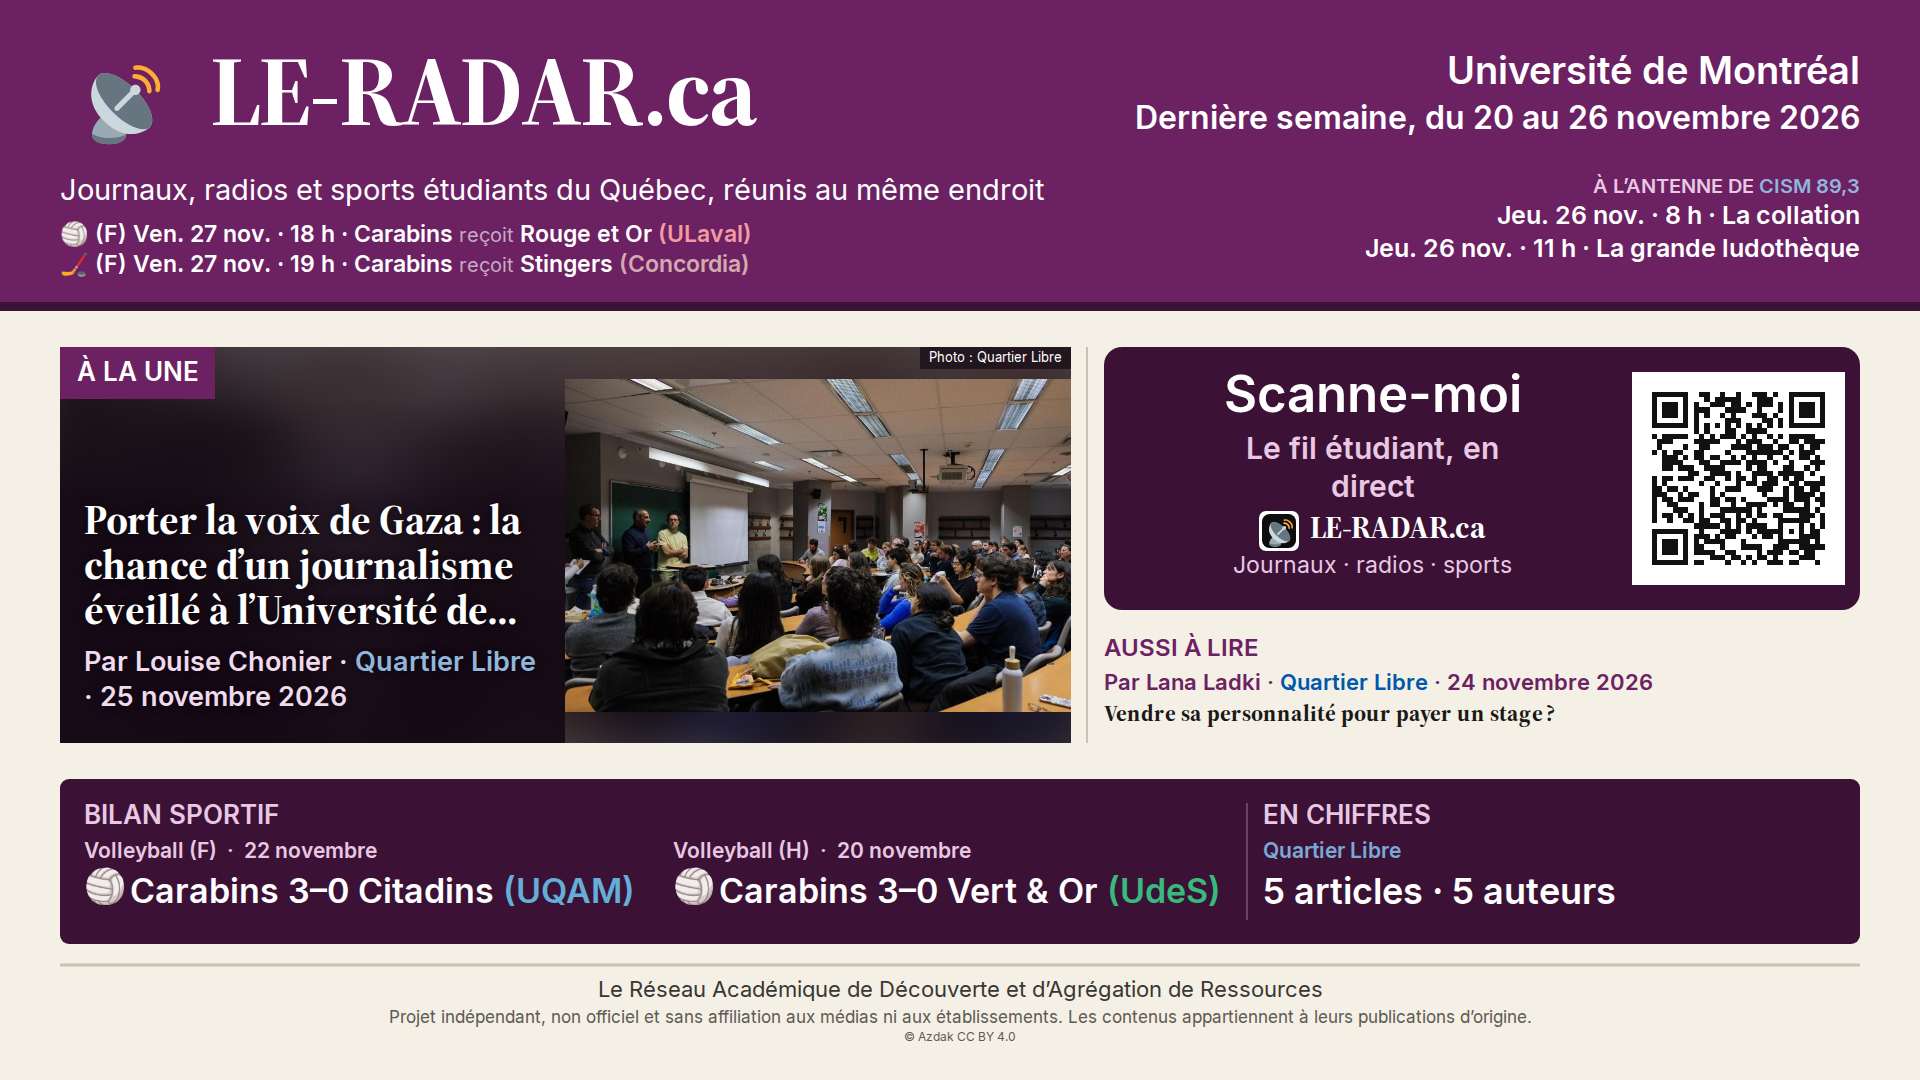 LE-RADAR.ca
Université de Montréal
Dernière semaine, du 20 au 26 novembre 2026
Journaux, radios et sports étudiants du Québec, réunis au même endroit
(F) Ven. 27 nov. · 18 h · Carabins reçoit Rouge et Or (ULaval)
(F) Ven. 27 nov. · 19 h · Carabins reçoit Stingers (Concordia)
À L’ANTENNE DE CISM 89,3
Jeu. 26 nov. · 8 h · La collation
Jeu. 26 nov. · 11 h · La grande ludothèque
À LA UNE
Photo : Quartier Libre
Porter la voix de Gaza : la
chance d’un journalisme
éveillé à l’Université de…
Par Louise Chonier · Quartier Libre
· 25 novembre 2026
Scanne-moi
Le fil étudiant, en
direct
LE-RADAR.ca
Journaux · radios · sports
AUSSI À LIRE
Par Lana Ladki · Quartier Libre · 24 novembre 2026
Vendre sa personnalité pour payer un stage ?
BILAN SPORTIF
Volleyball (F) · 22 novembre
Carabins 3–0 Citadins (UQAM)
Volleyball (H) · 20 novembre
Carabins 3–0 Vert & Or (UdeS)
EN CHIFFRES
Quartier Libre
5 articles · 5 auteurs
Le Réseau Académique de Découverte et d’Agrégation de Ressources
Projet indépendant, non officiel et sans affiliation aux médias ni aux établissements. Les contenus appartiennent à leurs publications d’origine.
© Azdak CC BY 4.0